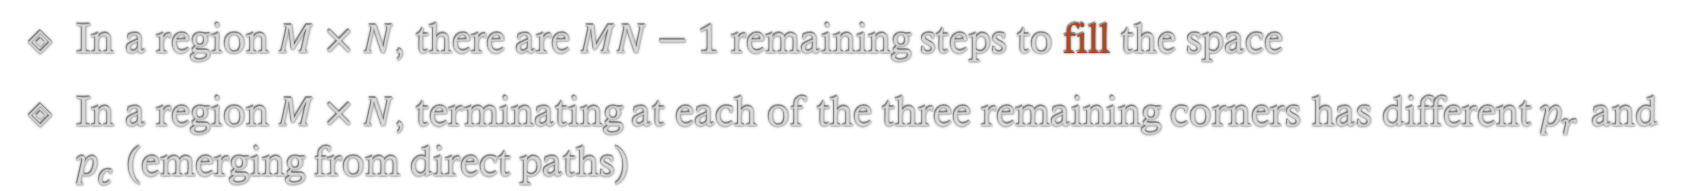 In a region M × N, there are MN − 1 remaining steps to fill the space
In a region M × N, terminating at each of the three remaining corners has different pᵣ and
p_c (emerging from direct paths)